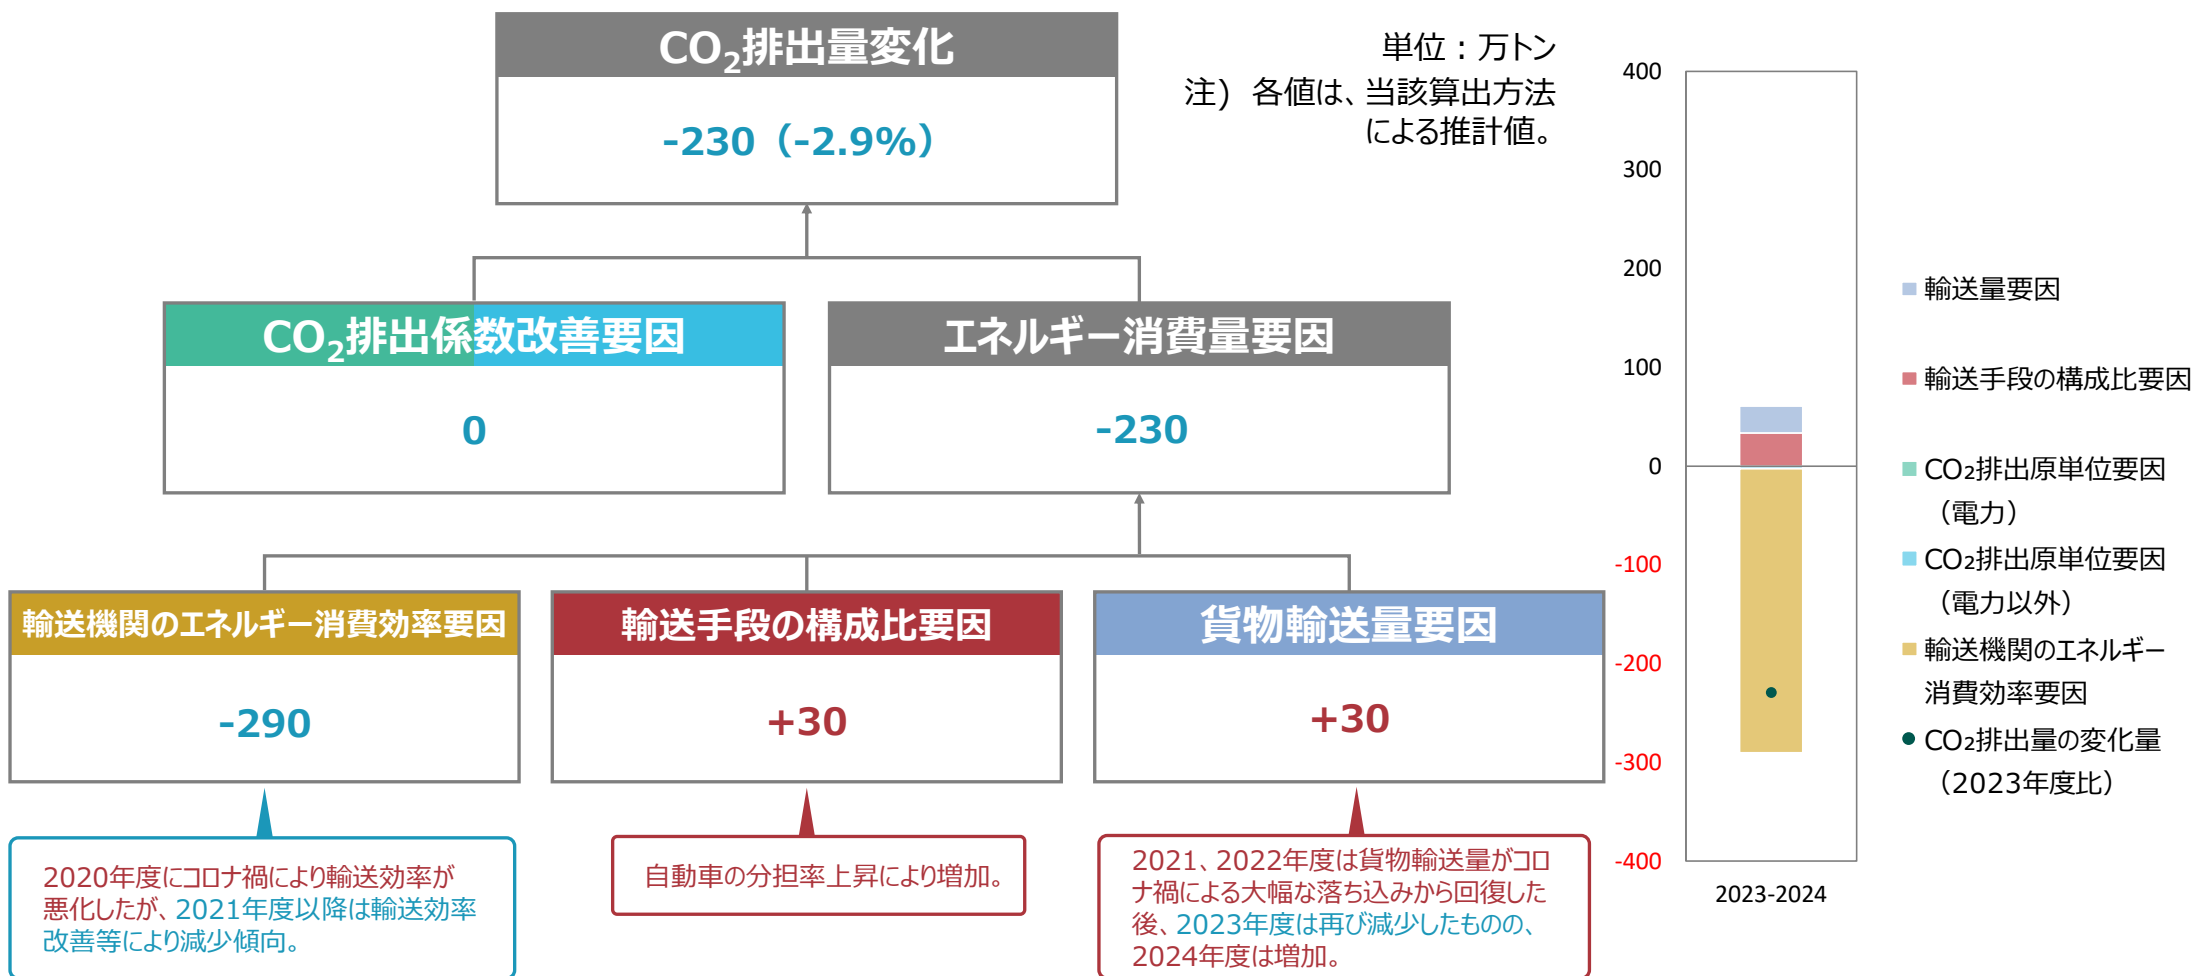 CO₂排出量変化
-230（-2.9%）
単位：万トン
注) 各値は、当該算出方法
による推計値。
CO₂排出係数改善要因
0
エネルギー消費量要因
-230
輸送機関のエネルギー消費効率要因
-290
輸送手段の構成比要因
+30
貨物輸送量要因
+30
2020年度にコロナ禍により輸送効率が
悪化したが、2021年度以降は輸送効率
改善等により減少傾向。
自動車の分担率上昇により増加。
2021、2022年度は貨物輸送量がコロ
ナ禍による大幅な落ち込みから回復した
後、2023年度は再び減少したものの、
2024年度は増加。
400
300
200
100
0
-100
-200
-300
-400
2023-2024
輸送量要因
輸送手段の構成比要因
CO₂排出原単位要因
（電力）
CO₂排出原単位要因
（電力以外）
輸送機関のエネルギー
消費効率要因
CO₂排出量の変化量
（2023年度比）